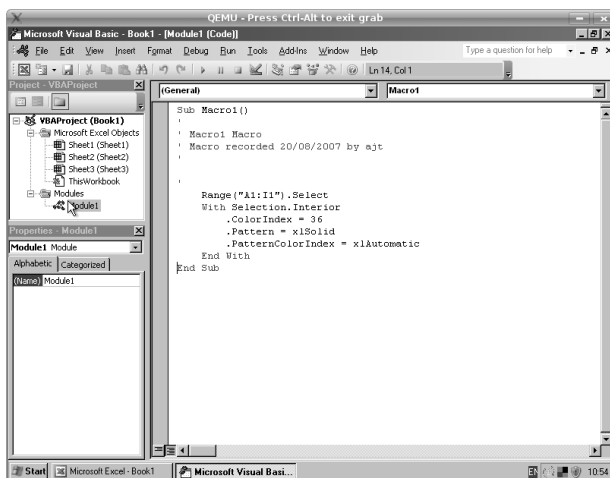 QEMU - Press Ctrl-Alt to exit grab
Microsoft Visual Basic - Book1 - [Module1 (Code)]
File Edit View Insert Format Debug Run Tools Add-Ins Window Help
Type a question for help
Ln 14, Col 1
Project - VBAProject
VBAProject (Book1)
Microsoft Excel Objects
Sheet1 (Sheet1)
Sheet2 (Sheet2)
Sheet3 (Sheet3)
ThisWorkbook
Modules
Module1
Properties - Module1
Module1 Module
Alphabetic Categorized
(Name) Module1
(General)
Macro1
Sub Macro1()
'
' Macro1 Macro
' Macro recorded 20/08/2007 by ajt
'
'
Range("A1:I1").Select
With Selection.Interior
.ColorIndex = 36
.Pattern = xlSolid
.PatternColorIndex = xlAutomatic
End With
End Sub
Start
Microsoft Excel - Book1
Microsoft Visual Basi...
EN
10:54